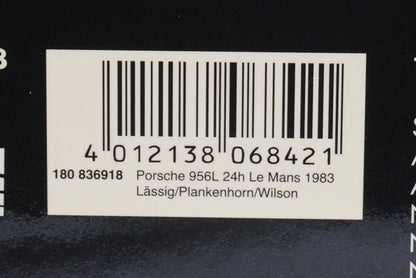 4 012138 068421
180 836918 Porsche 956L 24h Le Mans 1983
Lässig/Plankenhorn/Wilson